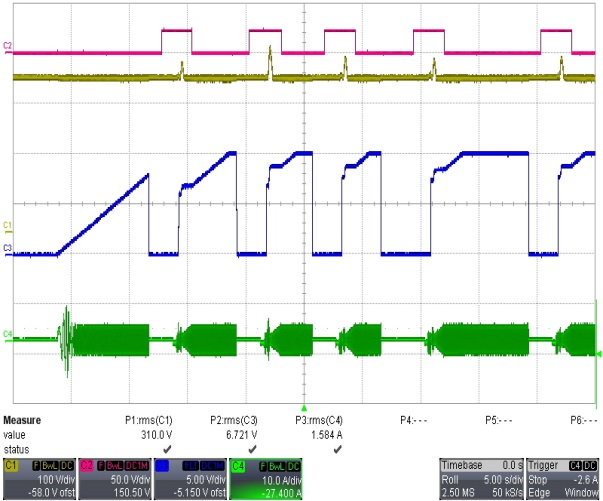 C2
C1
C3
C4
Measure P1:rms(C1) P2:rms(C3) P3:rms(C4) P4:--- P5:--- P6:---
value 310.0 V 6.721 V 1.584 A
status
C1 F BwL DC C2 F BwL DC1M DC1M C4 F BwL DC Timebase 0.0 s Trigger C4 DC
100 V/div 50.0 V/div 5.00 V/div 10.0 A/div Roll 5.00 s/div Stop -2.6 A
-58.0 V ofst 150.50 V -5.150 V ofst -27.400 A 2.50 MS 50 kS/s Edge Window